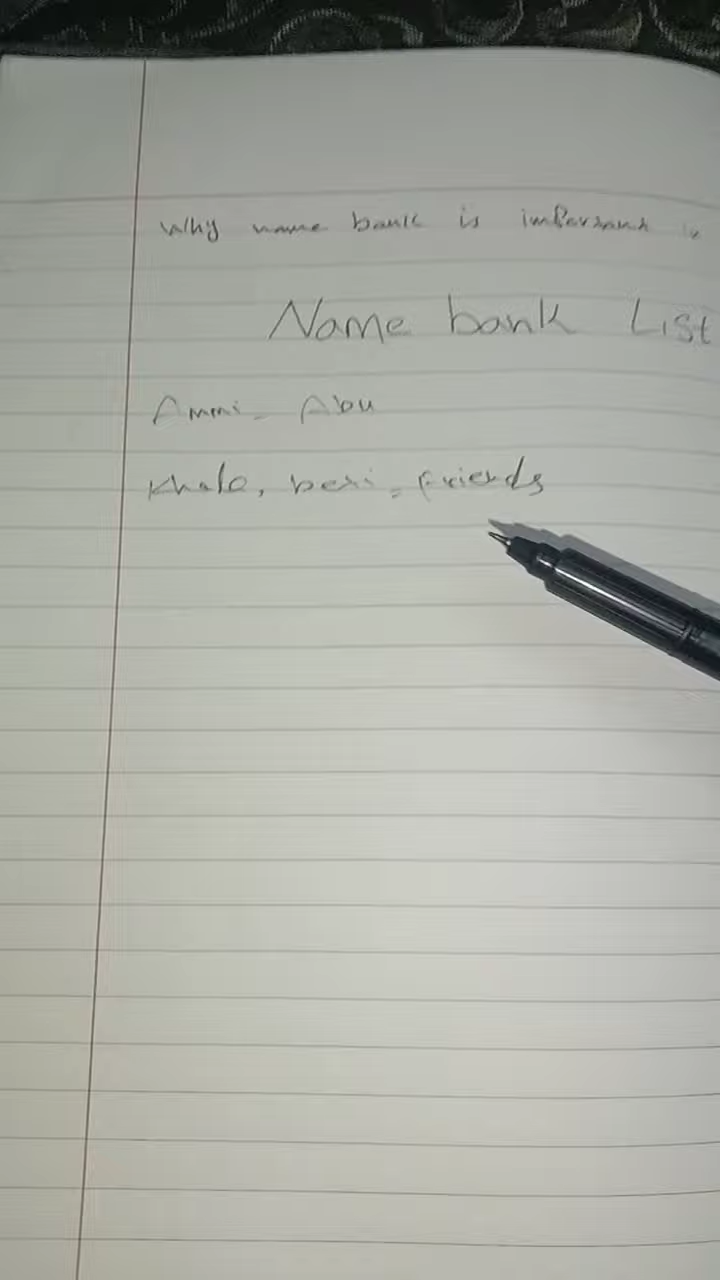 Why name bank is important
Name bank List
Ammi - Abu
Khala, beri, friends